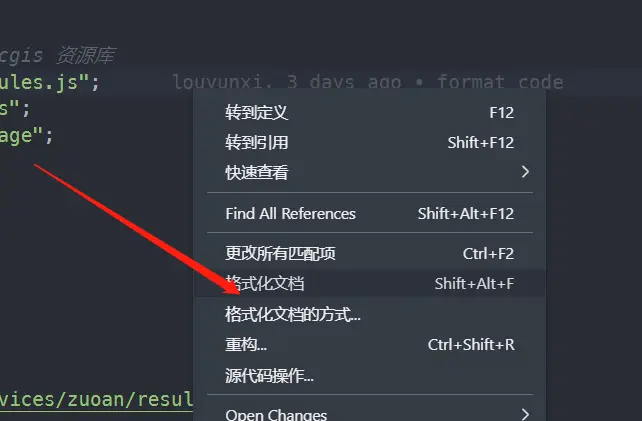 cgis 资源库
ules.js";
louyunxi, 3 days ago • format code
s";
age";
转到定义 F12
转到引用 Shift+F12
快速查看
Find All References Shift+Alt+F12
更改所有匹配项 Ctrl+F2
格式化文档 Shift+Alt+F
格式化文档的方式...
重构... Ctrl+Shift+R
源代码操作...
vices/zuoan/resul
Open Changes